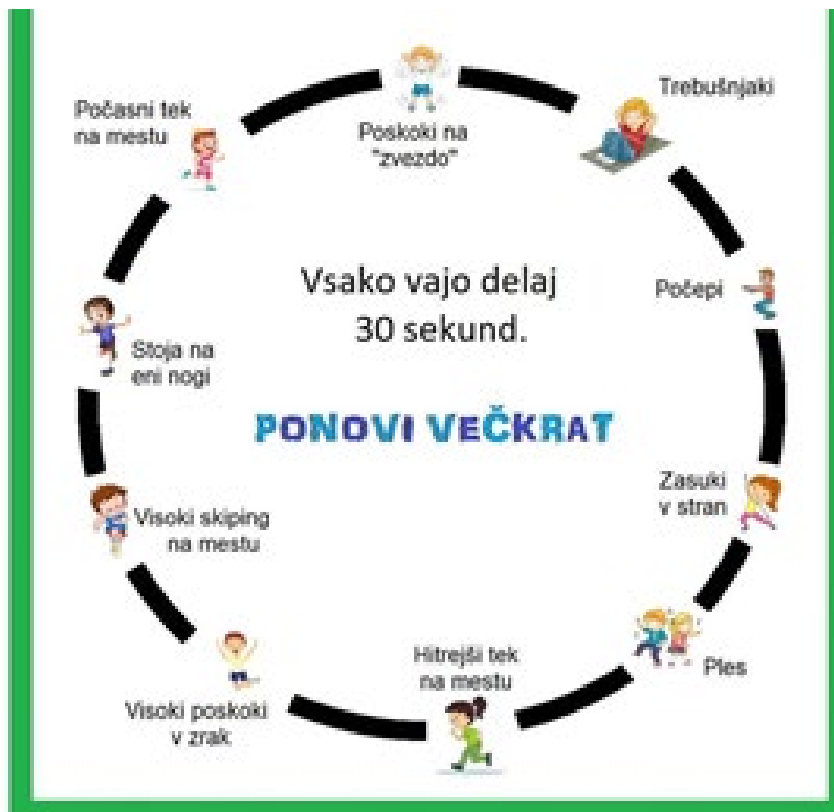 Poskoki na
"zvezdo"
Trebušnjaki
Počepi
Zasuki
v stran
Ples
Hitrejši tek
na mestu
Visoki poskoki
v zrak
Visoki skiping
na mestu
Stoja na
eni nogi
Počasni tek
na mestu
Vsako vajo delaj
30 sekund.
PONOVI VEČKRAT